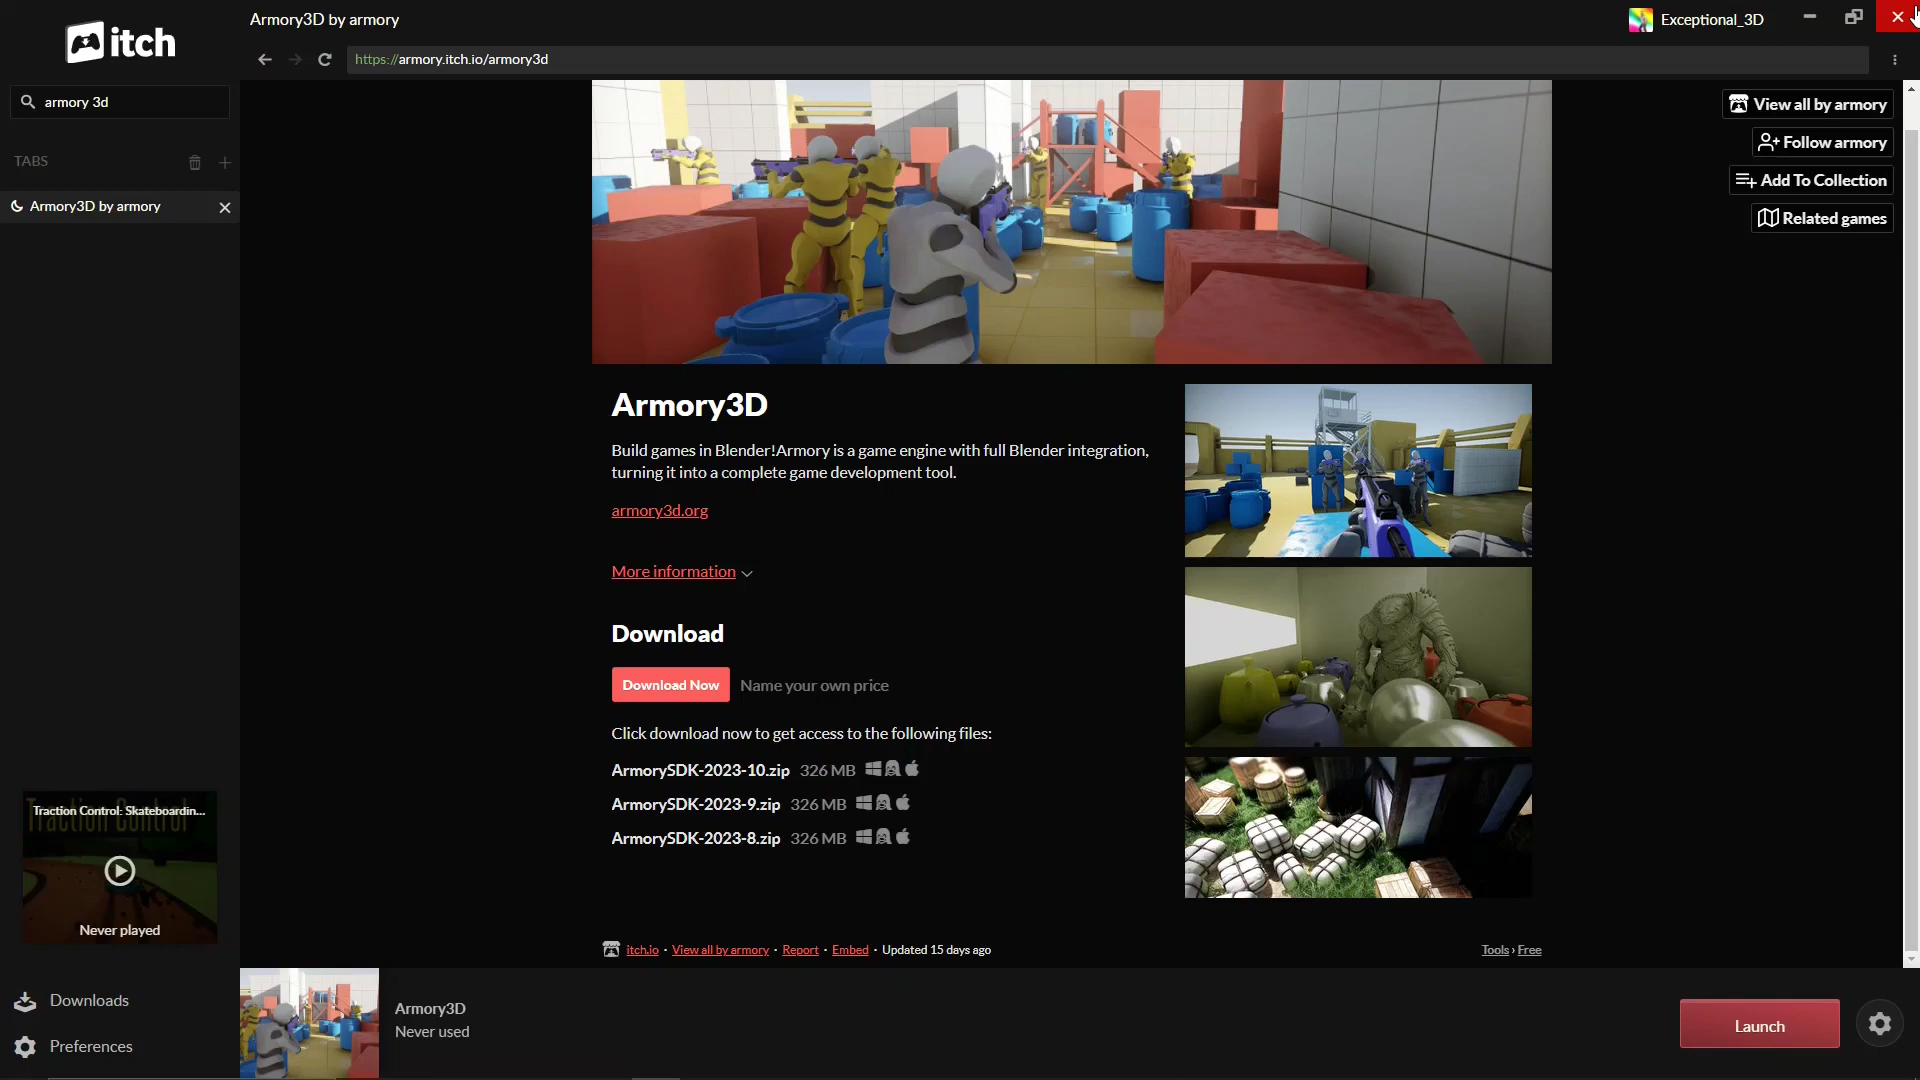 itch
Armory3D by armory
Exceptional_3D
https://armory.itch.io/armory3d
armory 3d
TABS
Armory3D by armory
View all by armory
Follow armory
Add To Collection
Related games
Armory3D
Build games in Blender!Armory is a game engine with full Blender integration,
turning it into a complete game development tool.
armory3d.org
More information
Download
Download Now
Name your own price
Click download now to get access to the following files:
ArmorySDK-2023-10.zip 326 MB
ArmorySDK-2023-9.zip 326 MB
ArmorySDK-2023-8.zip 326 MB
Traction Control: Skateboardin...
Traction Control
Never played
itch.io · View all by armory · Report · Embed · Updated 15 days ago
Tools › Free
Downloads
Preferences
Armory3D
Never used
Launch